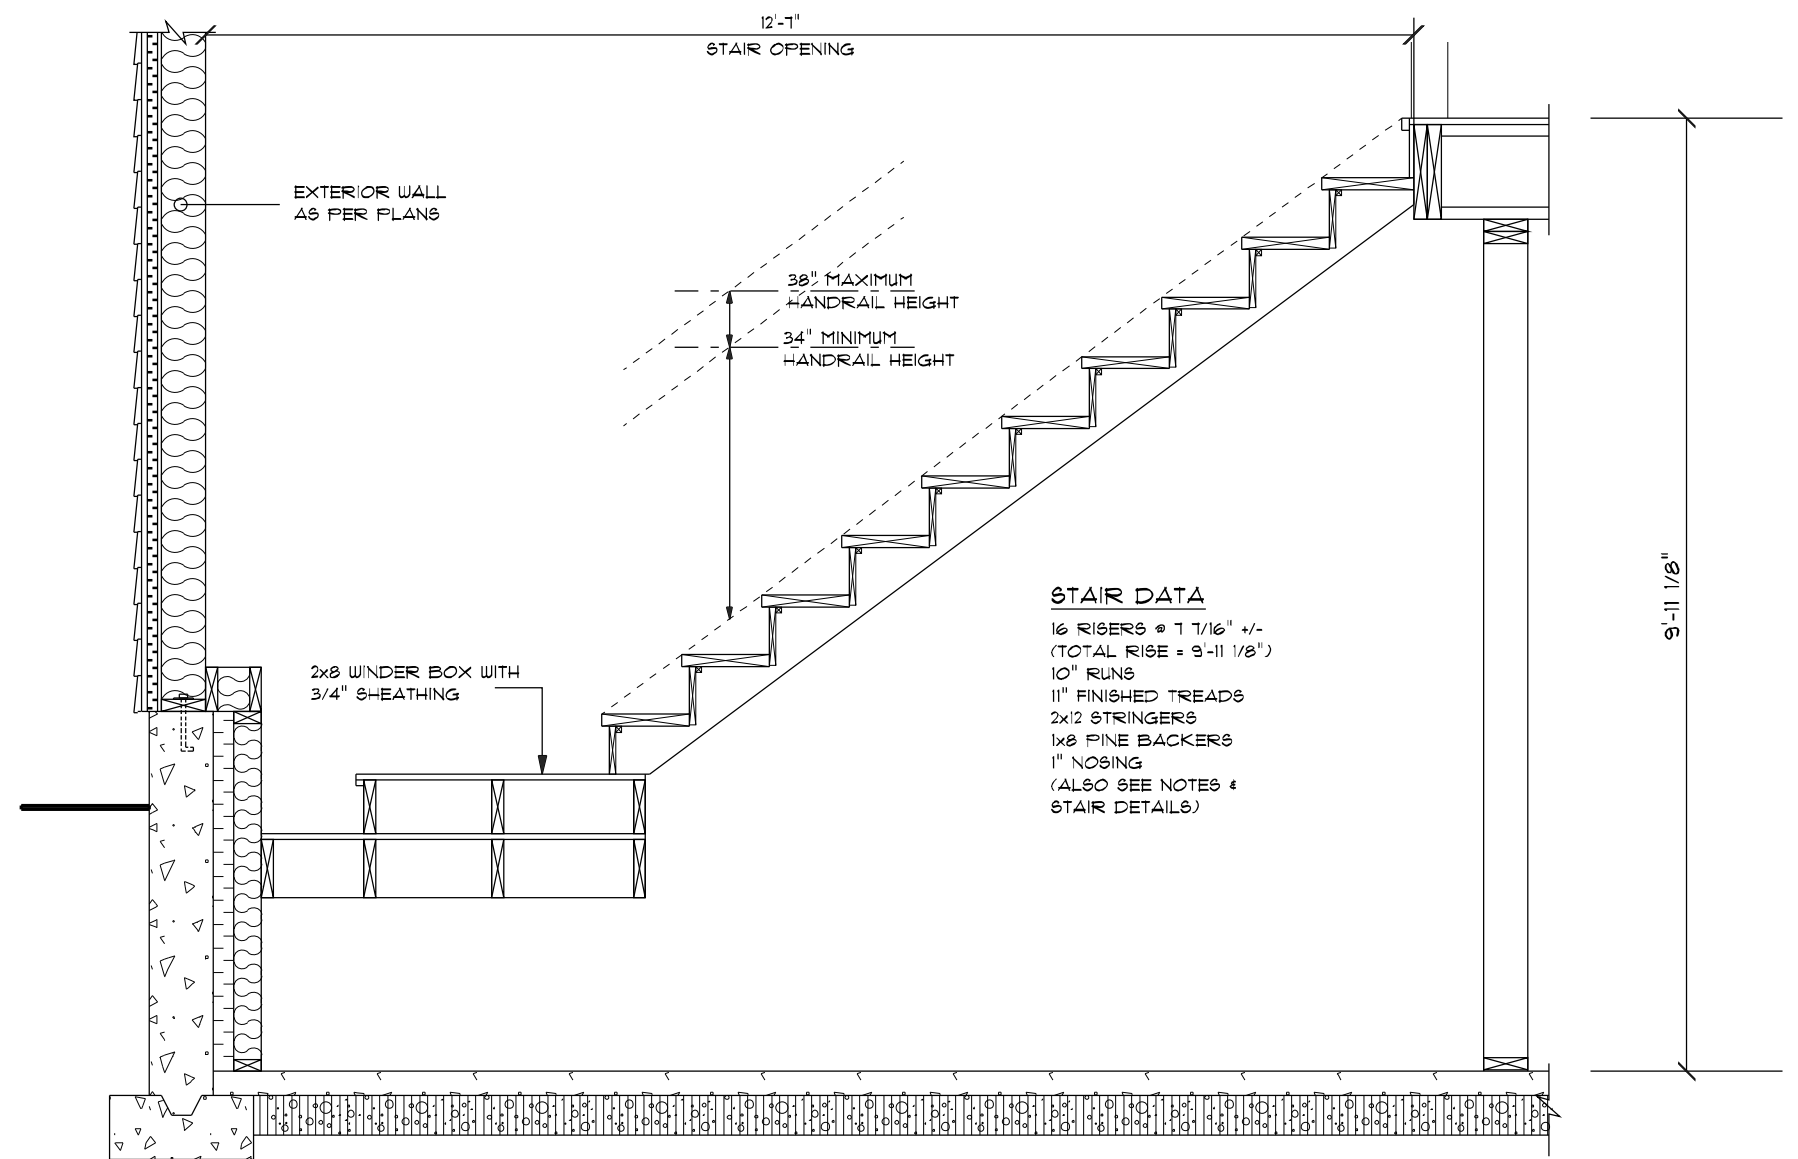 12'-7"
STAIR OPENING
EXTERIOR WALL
AS PER PLANS
38" MAXIMUM
HANDRAIL HEIGHT
34" MINIMUM
HANDRAIL HEIGHT
9'-11 1/8"
STAIR DATA
16 RISERS @ 7 7/16" +/-
(TOTAL RISE = 9'-11 1/8")
10" RUNS
11" FINISHED TREADS
2x12 STRINGERS
1x8 PINE BACKERS
1" NOSING
(ALSO SEE NOTES &
STAIR DETAILS)
2x8 WINDER BOX WITH
3/4" SHEATHING